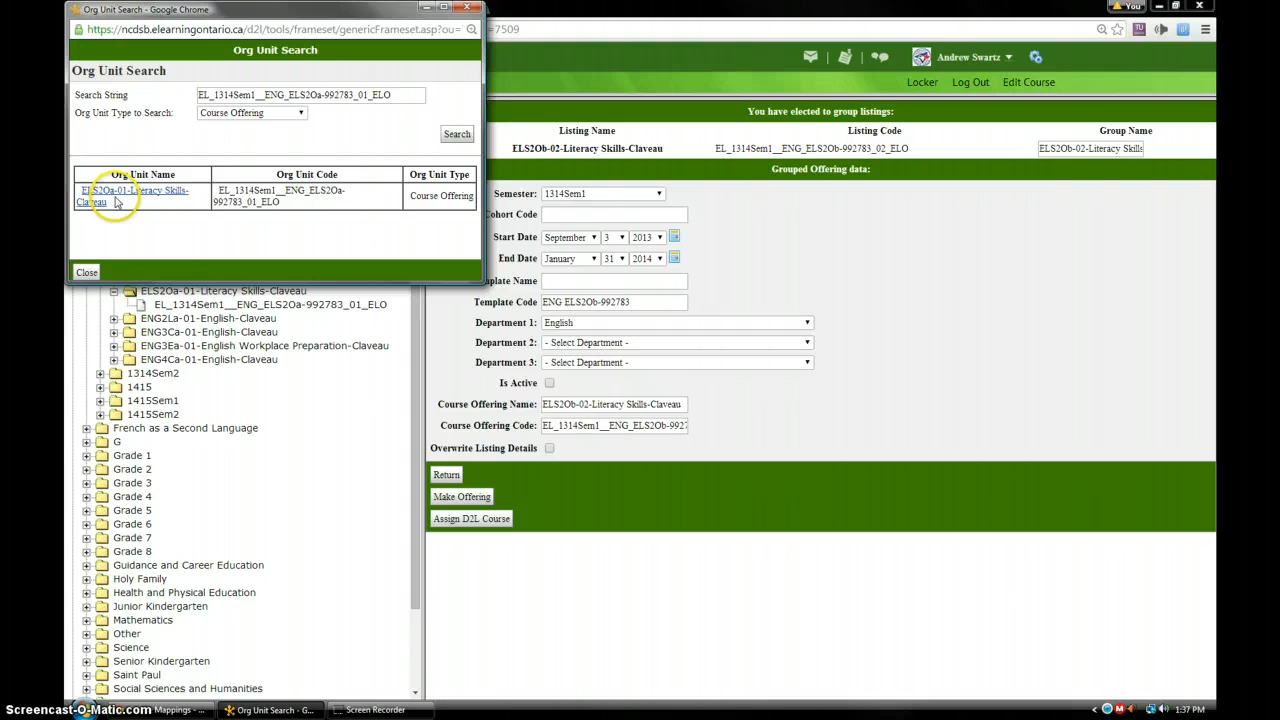 Org Unit Search - Google Chrome
https://ncdsb.elearningontario.ca/d2l/tools/frameset/genericFrameset.asp?ou=
Org Unit Search
Org Unit Search
Search String EL_1314Sem1__ENG_ELS2Oa-992783_01_ELO
Org Unit Type to Search: Course Offering
Search
Org Unit Name Org Unit Code Org Unit Type
ELS2Oa-01-Literacy Skills- EL_1314Sem1__ENG_ELS2Oa- Course Offering
Claveau 992783_01_ELO
Close
You
=7509
Andrew Swartz
Locker Log Out Edit Course
You have elected to group listings:
Listing Name Listing Code Group Name
ELS2Ob-02-Literacy Skills-Claveau EL_1314Sem1__ENG_ELS2Ob-992783_02_ELO ELS2Ob-02-Literacy Skills
Grouped Offering data:
Semester: 1314Sem1
Cohort Code
Start Date September 3 2013
End Date January 31 2014
mplate Name
Template Code ENG ELS2Ob-992783
Department 1: English
Department 2: - Select Department -
Department 3: - Select Department -
Is Active
Course Offering Name: ELS2Ob-02-Literacy Skills-Claveau
Course Offering Code: EL_1314Sem1__ENG_ELS2Ob-9927
Overwrite Listing Details
Return
Make Offering
Assign D2L Course
ELS2Oa-01-Literacy Skills-Claveau
EL_1314Sem1__ENG_ELS2Oa-992783_01_ELO
ENG2La-01-English-Claveau
ENG3Ca-01-English-Claveau
ENG3Ea-01-English Workplace Preparation-Claveau
ENG4Ca-01-English-Claveau
1314Sem2
1415
1415Sem1
1415Sem2
French as a Second Language
G
Grade 1
Grade 2
Grade 3
Grade 4
Grade 5
Grade 6
Grade 7
Grade 8
Guidance and Career Education
Holy Family
Health and Physical Education
Junior Kindergarten
Mathematics
Other
Science
Senior Kindergarten
Saint Paul
Social Sciences and Humanities
Screencast-O-Matic.com Mappings - ... Org Unit Search - G... Screen Recorder 1:37 PM